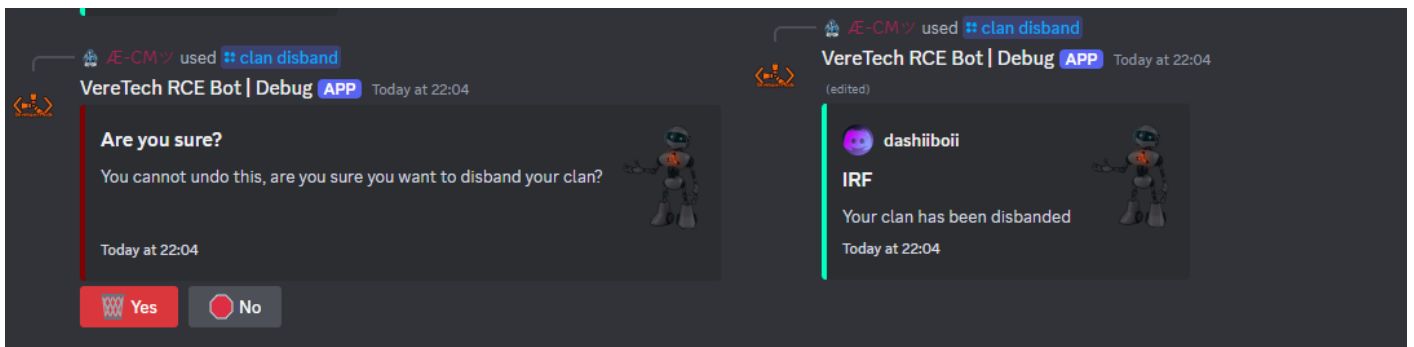 Æ-CMツ used clan disband
VereTech RCE Bot | Debug APP Today at 22:04
Are you sure?
You cannot undo this, are you sure you want to disband your clan?
Today at 22:04
Yes
No
Æ-CMツ used clan disband
VereTech RCE Bot | Debug APP Today at 22:04
(edited)
dashiiboii
IRF
Your clan has been disbanded
Today at 22:04